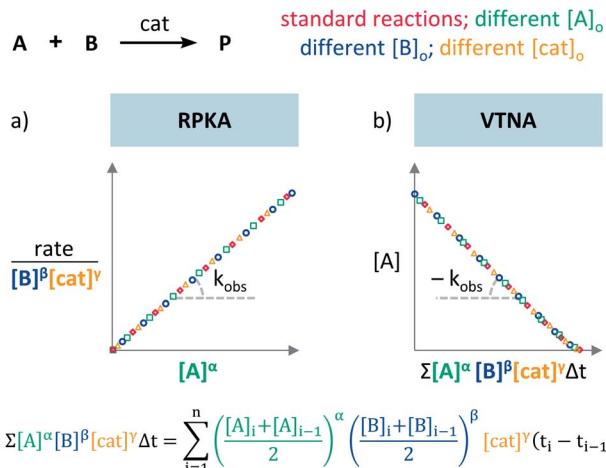 A + B cat P
standard reactions; different [A]o
different [B]o; different [cat]o
a) RPKA
b) VTNA
rate
[B]β[cat]γ
kobs
[A]α
[A]
− kobs
Σ[A]α [B]β[cat]γΔt
Σ[A]α[B]β[cat]γΔt = n∑i=1 ([A]i+[A]i−1 / 2)α ([B]i+[B]i−1 / 2)β [cat]γ(ti − ti−1